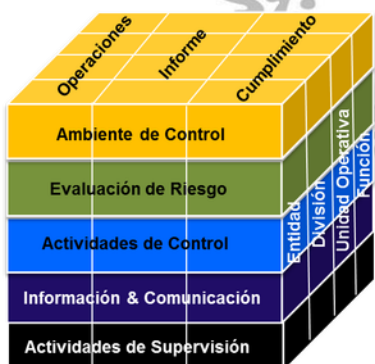 Operaciones
Informe
Cumplimiento
Ambiente de Control
Evaluación de Riesgo
Actividades de Control
Información & Comunicación
Actividades de Supervisión
Entidad
División
Unidad Operativa
Función